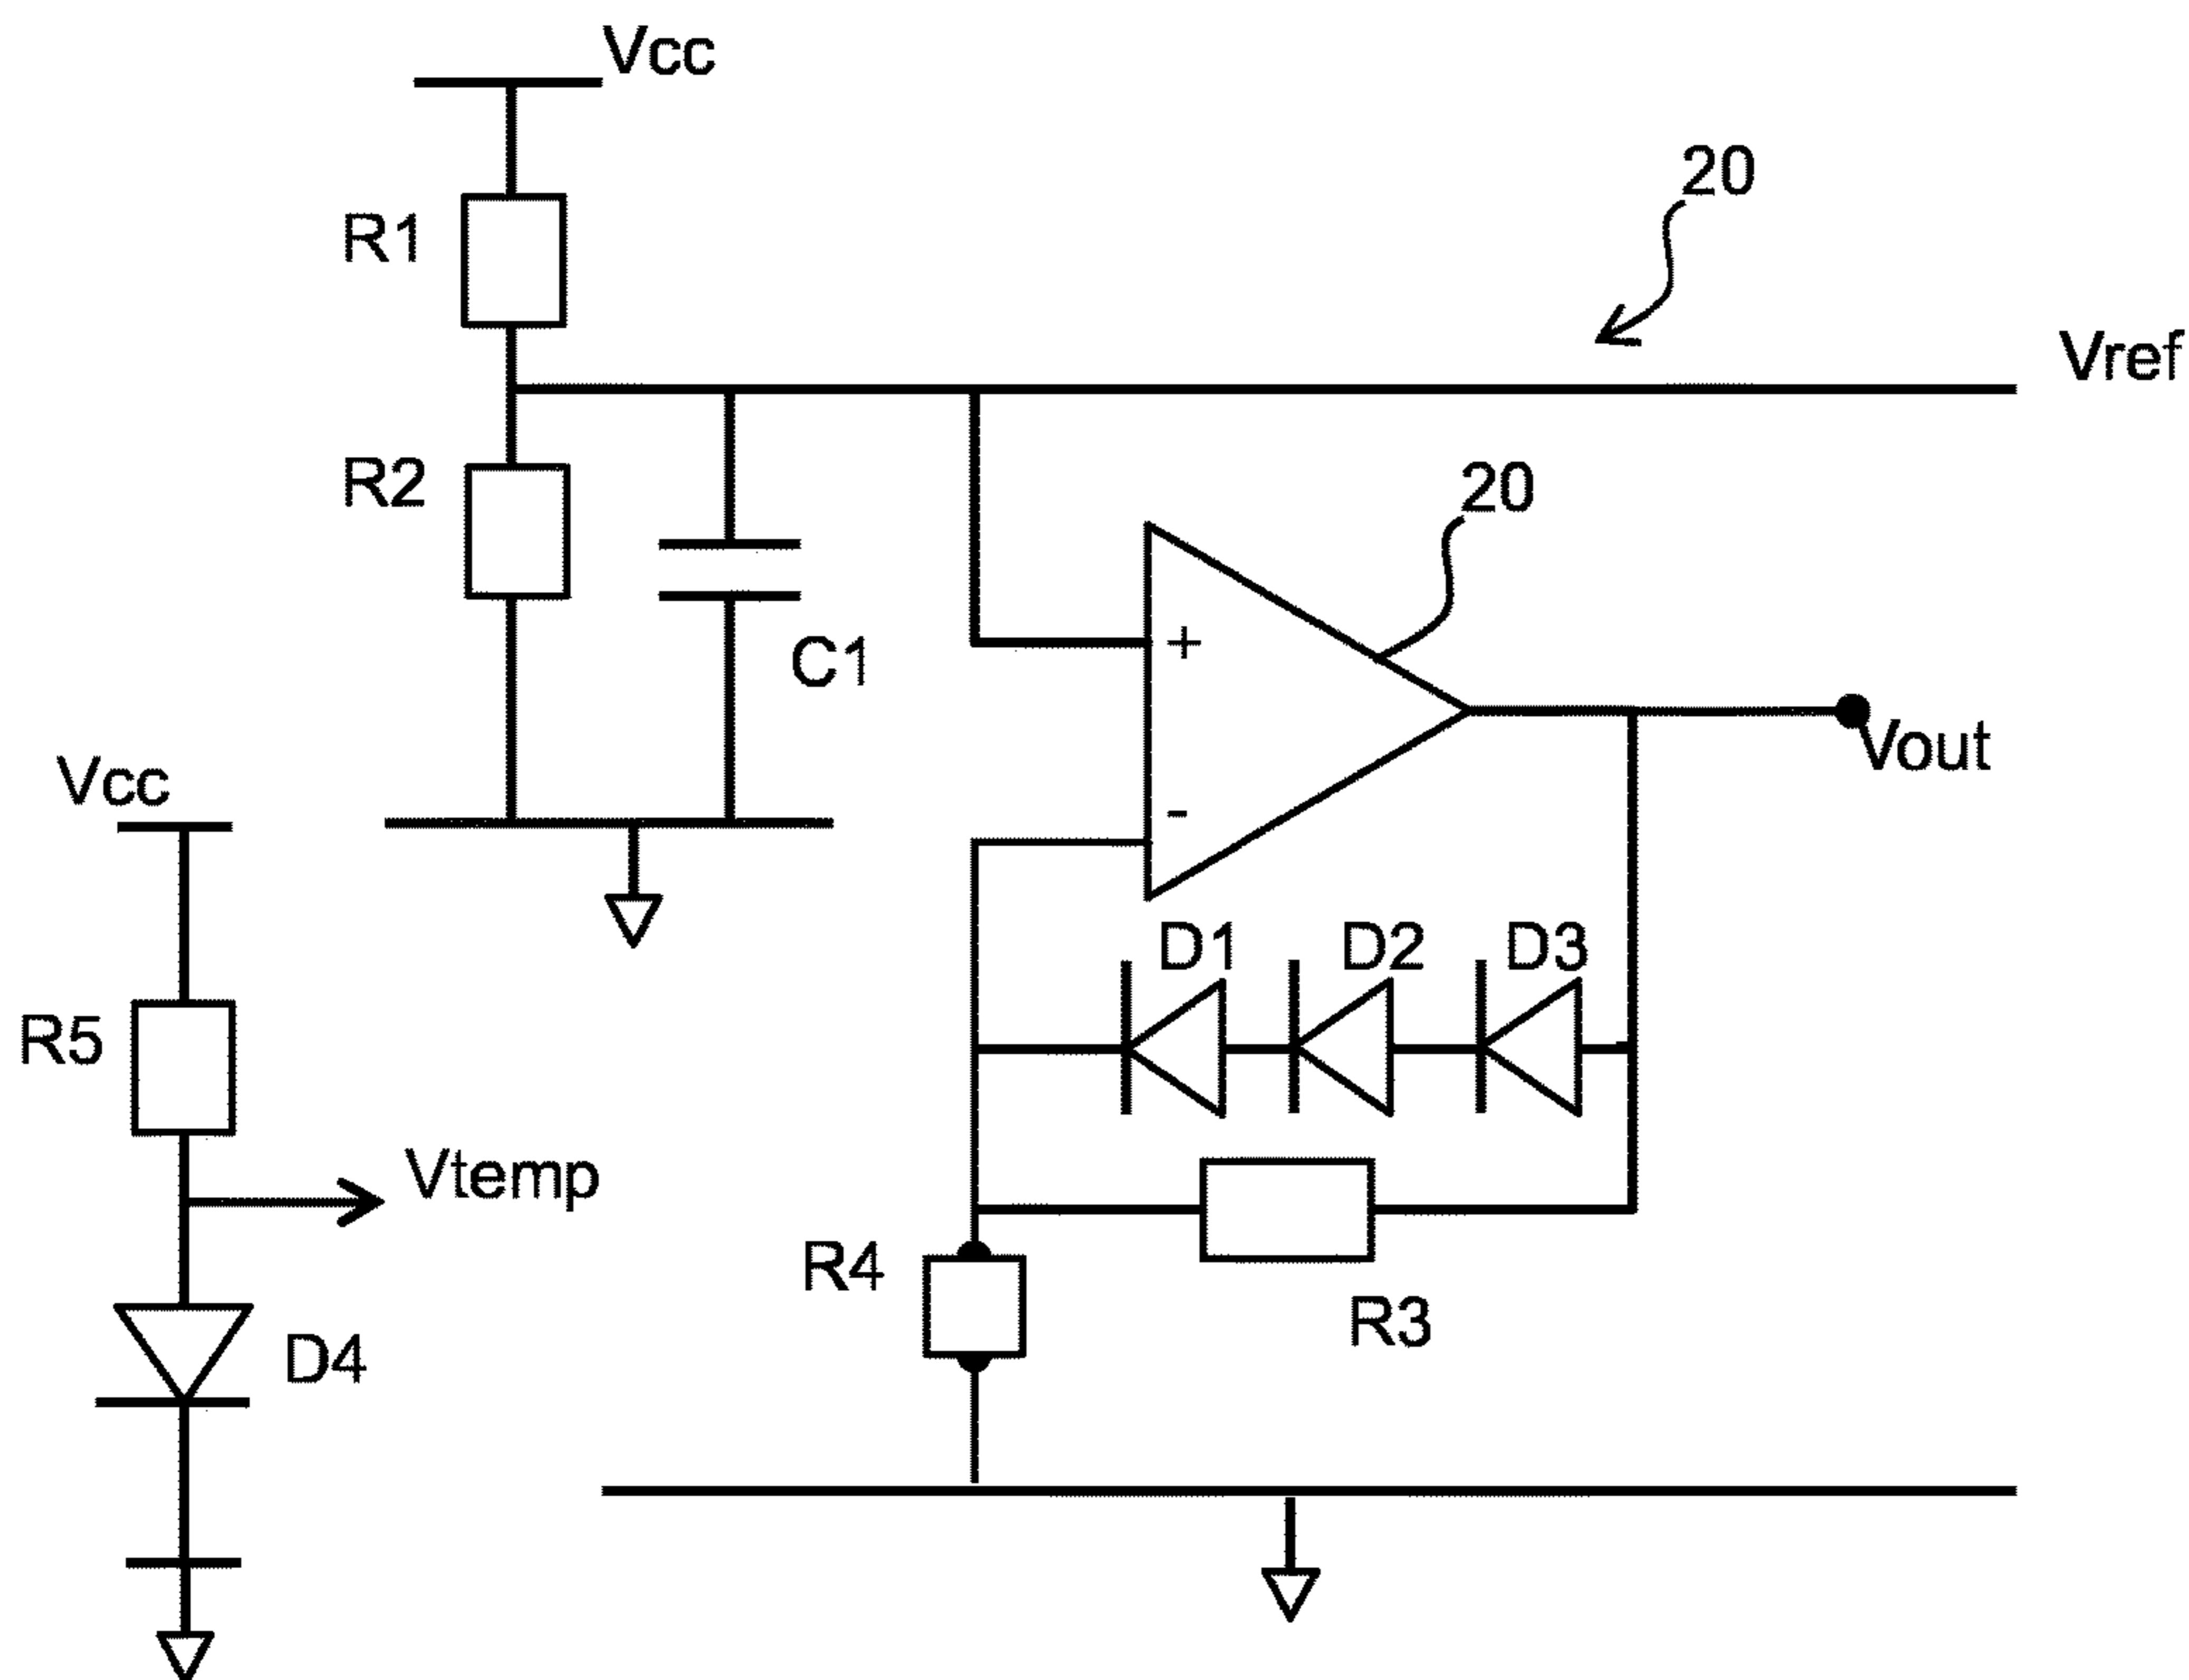 Vcc
20
R1
Vref
R2
20
C1
+
Vout
Vcc
-
D1 D2 D3
R5
Vtemp
R4
R3
D4